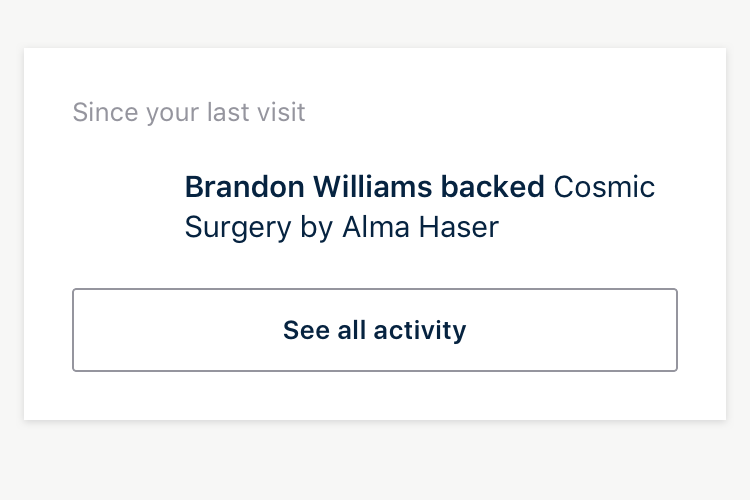 Since your last visit
Brandon Williams backed Cosmic
Surgery by Alma Haser
See all activity